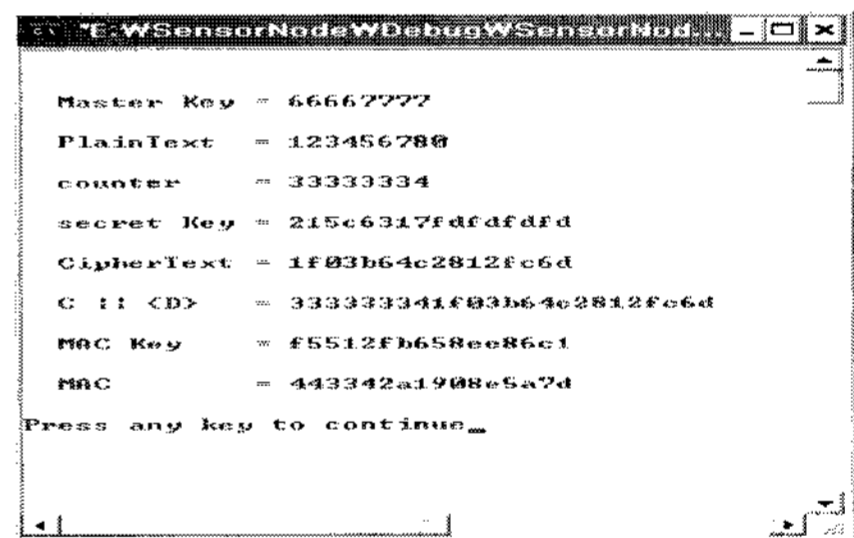 "E:₩SensorNode₩Debug₩SensorNod...
Master Key = 66667777
PlainText = 123456780
counter = 33333334
secret Key = 215c6317fdfdfdfd
CipherText = 1f03b64c2812fc6d
C || <D> = 333333341f03b64c2812fc6d
MAC Key = f5512fb658ee86c1
MAC = 443342a1908e5a7d
Press any key to continue_